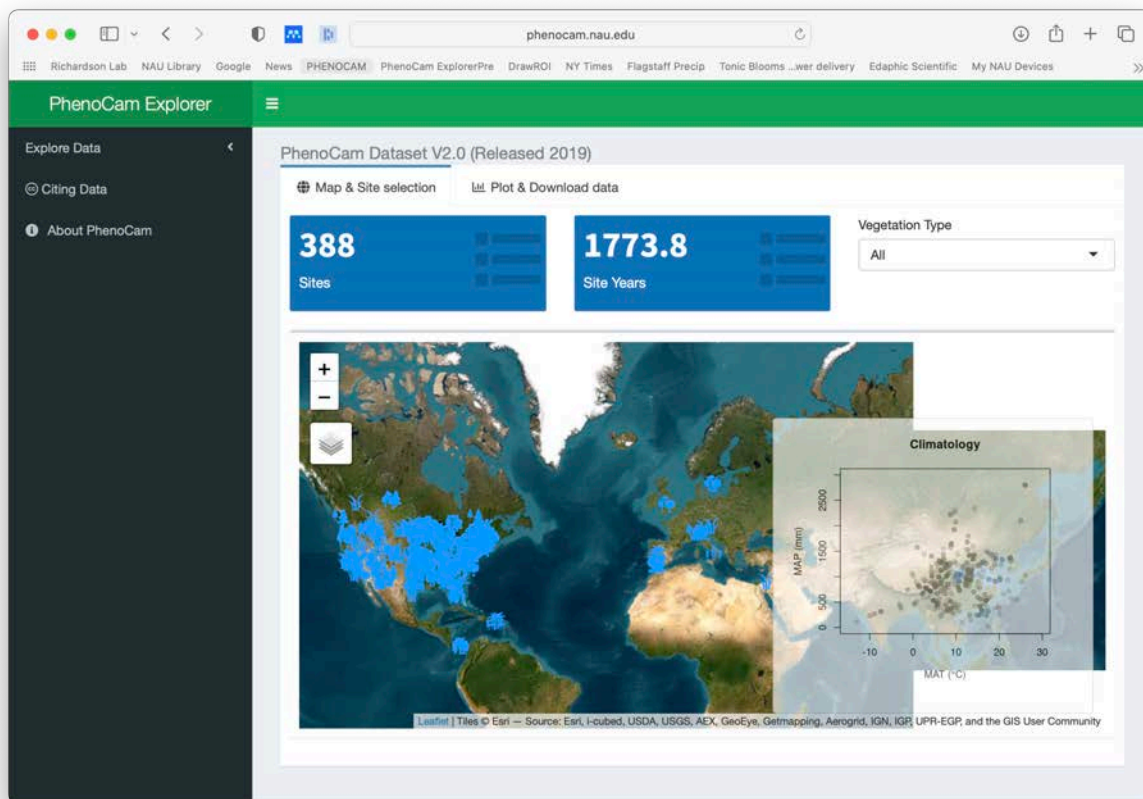 phenocam.nau.edu
Richardson Lab NAU Library Google News PHENOCAM PhenoCam ExplorerPre DrawROI NY Times Flagstaff Precip Tonic Blooms ...wer delivery Edaphic Scientific My NAU Devices
PhenoCam Explorer
Explore Data
PhenoCam Dataset V2.0 (Released 2019)
Citing Data
Map & Site selection Plot & Download data
About PhenoCam
388
Sites
1773.8
Site Years
Vegetation Type
All
+
−
Climatology
MAP (mm)
2500
1500
500
0
-10 0 10 20 30
MAT (°C)
Leaflet | Tiles © Esri — Source: Esri, i-cubed, USDA, USGS, AEX, GeoEye, Getmapping, Aerogrid, IGN, IGP, UPR-EGP, and the GIS User Community